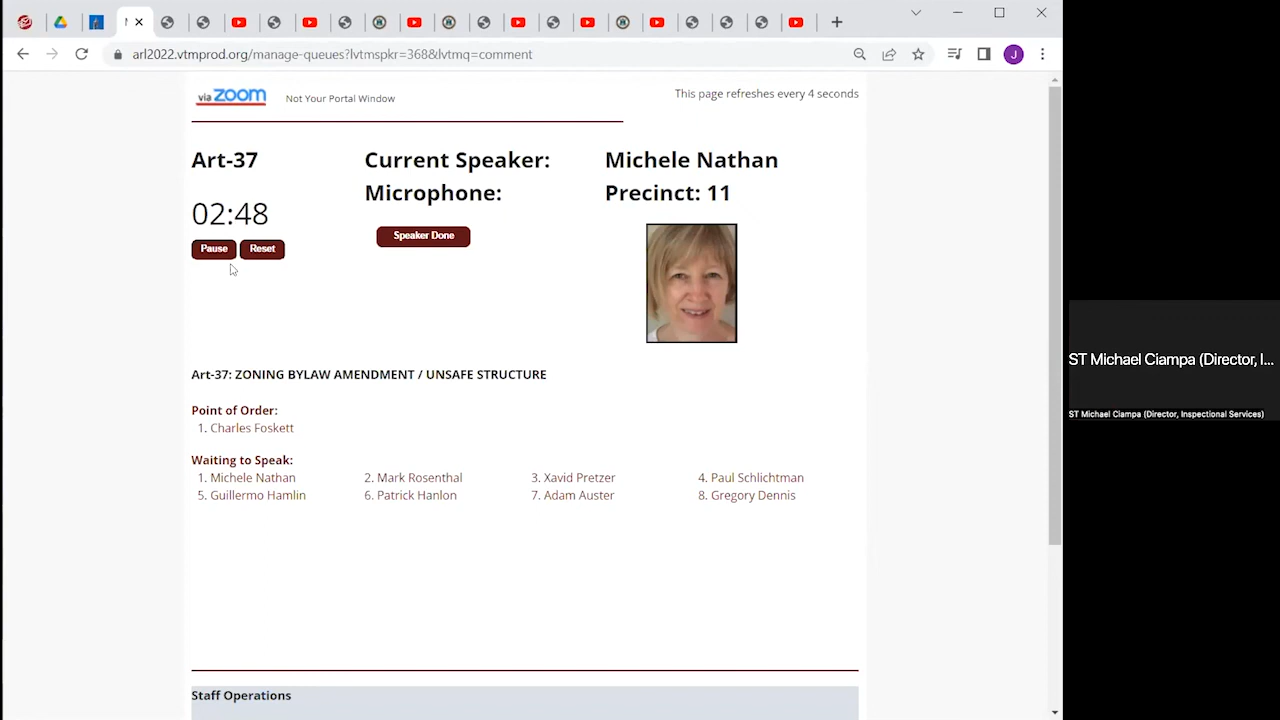 arl2022.vtmprod.org/manage-queues?lvtmspkr=368&lvtmq=comment
J
via zoom
Not Your Portal Window
This page refreshes every 4 seconds
Art-37
Current Speaker:
Michele Nathan
Microphone:
Precinct: 11
02:48
Pause
Reset
Speaker Done
Art-37: ZONING BYLAW AMENDMENT / UNSAFE STRUCTURE
Point of Order:
1. Charles Foskett
Waiting to Speak:
1. Michele Nathan
2. Mark Rosenthal
3. Xavid Pretzer
4. Paul Schlichtman
5. Guillermo Hamlin
6. Patrick Hanlon
7. Adam Auster
8. Gregory Dennis
Staff Operations
ST Michael Ciampa (Director, I...
ST Michael Ciampa (Director, Inspectional Services)